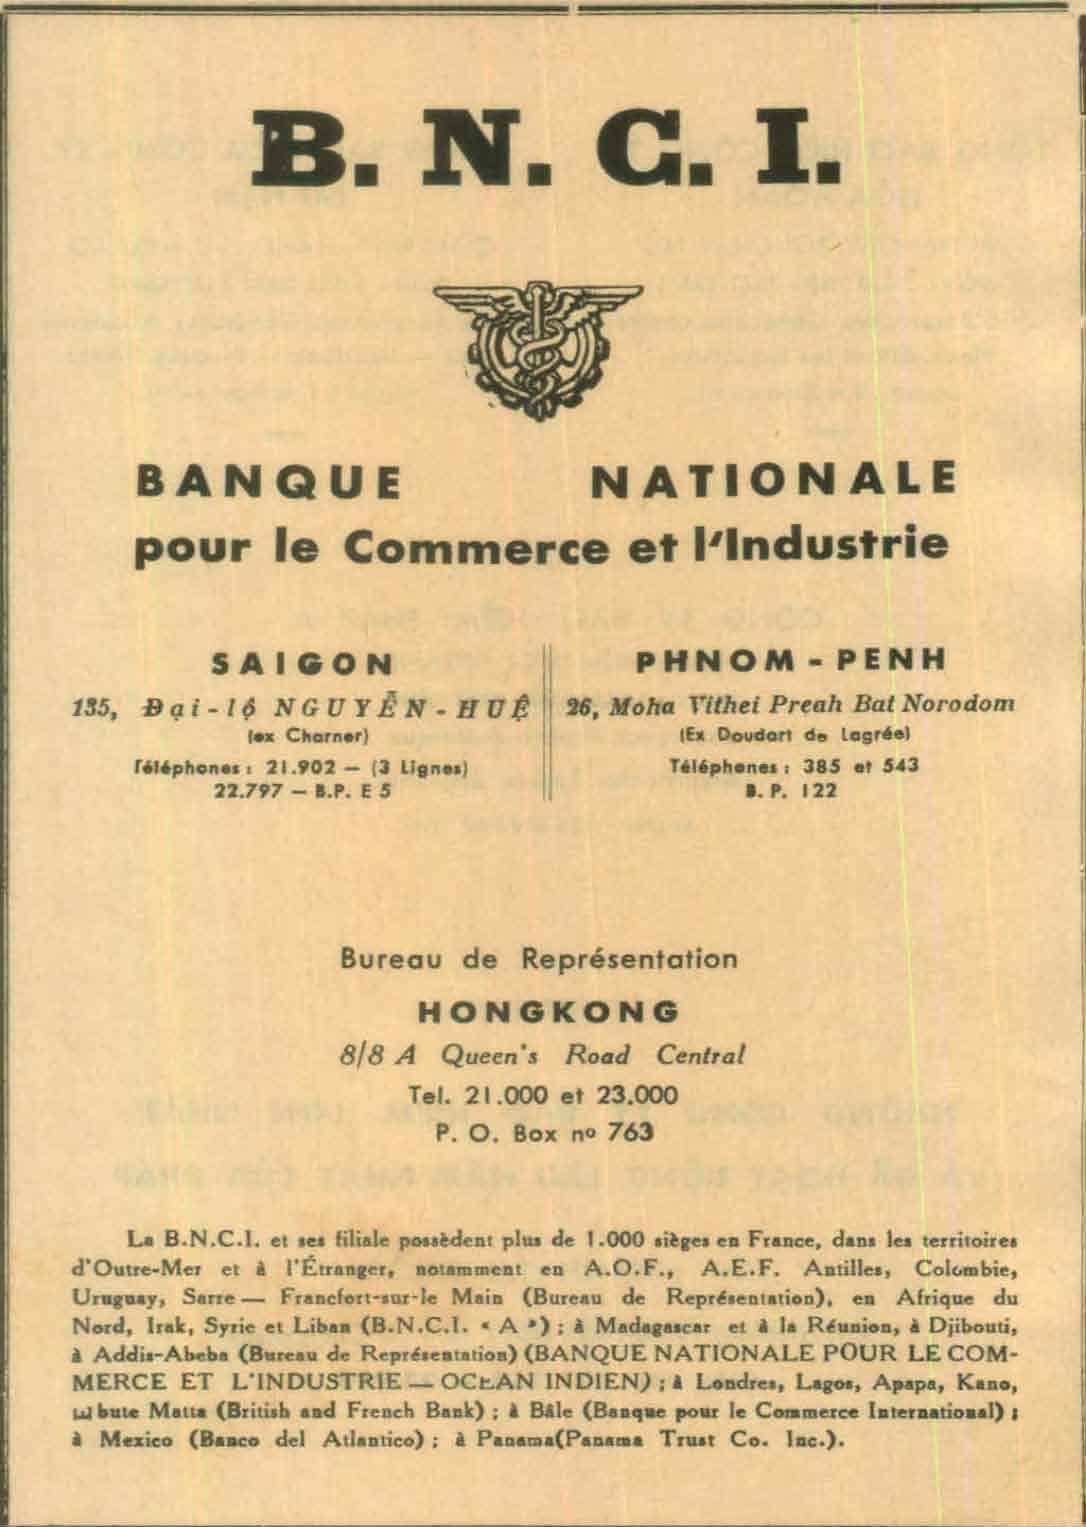 B. N. C. I.
BANQUE NATIONALE
pour le Commerce et l'Industrie
SAIGON
135, Đại-lộ NGUYỄN-HUỆ
(ex Charner)
Téléphones : 21.902 — (3 Lignes)
22.797 — B.P. E 5
PHNOM-PENH
26, Moha Vithei Preah Bat Norodom
(Ex Doudart de Lagrée)
Téléphones : 385 et 543
B. P. 122
Bureau de Représentation
HONGKONG
8/8 A Queen's Road Central
Tel. 21.000 et 23.000
P. O. Box nº 763
La B.N.C.I. et ses filiale possèdent plus de 1.000 sièges en France, dans les territoires
d'Outre-Mer et à l'Étranger, notamment en A.O.F., A.E.F. Antilles, Colombie,
Uruguay, Sarre — Francfort-sur-le Main (Bureau de Représentation), en Afrique du
Nord, Irak, Syrie et Liban (B.N.C.I. « A ») ; à Madagascar et à la Réunion, à Djibouti,
à Addis-Abeba (Bureau de Représentation) (BANQUE NATIONALE POUR LE COM-
MERCE ET L'INDUSTRIE — OCEAN INDIEN) ; à Londres, Lagos, Apapa, Kano,
bute Matta (British and French Bank) ; à Bâle (Banque pour le Commerce International) ;
à Mexico (Banco del Atlantico) ; à Panama(Panama Trust Co. Inc.).